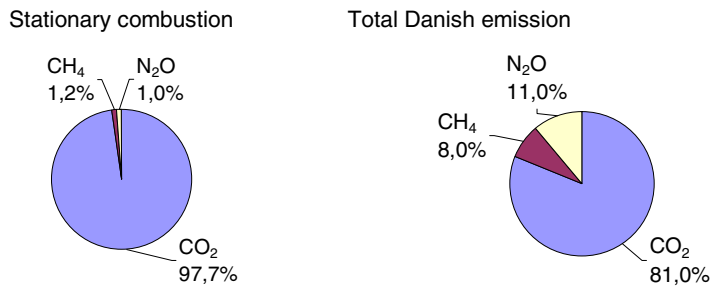 Stationary combustion
CH₄
1,2%
N₂O
1,0%
CO₂
97,7%
Total Danish emission
N₂O
11,0%
CH₄
8,0%
CO₂
81,0%